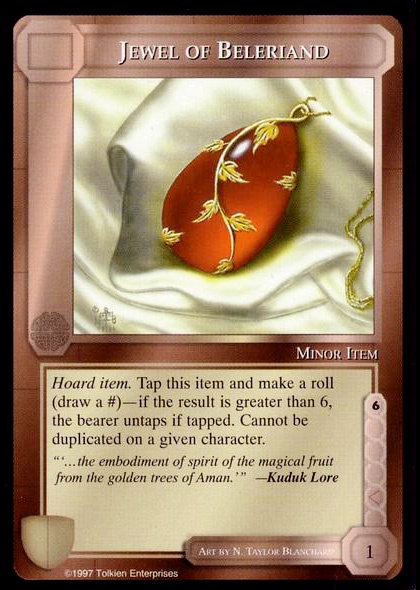 JEWEL OF BELERIAND
MINOR ITEM
Hoard item. Tap this item and make a roll
(draw a #)—if the result is greater than 6,
the bearer untaps if tapped. Cannot be
duplicated on a given character.
“‘...the embodiment of spirit of the magical fruit
from the golden trees of Aman.’” —Kuduk Lore
6
ART BY N. TAYLOR BLANCHARD
1
©1997 Tolkien Enterprises